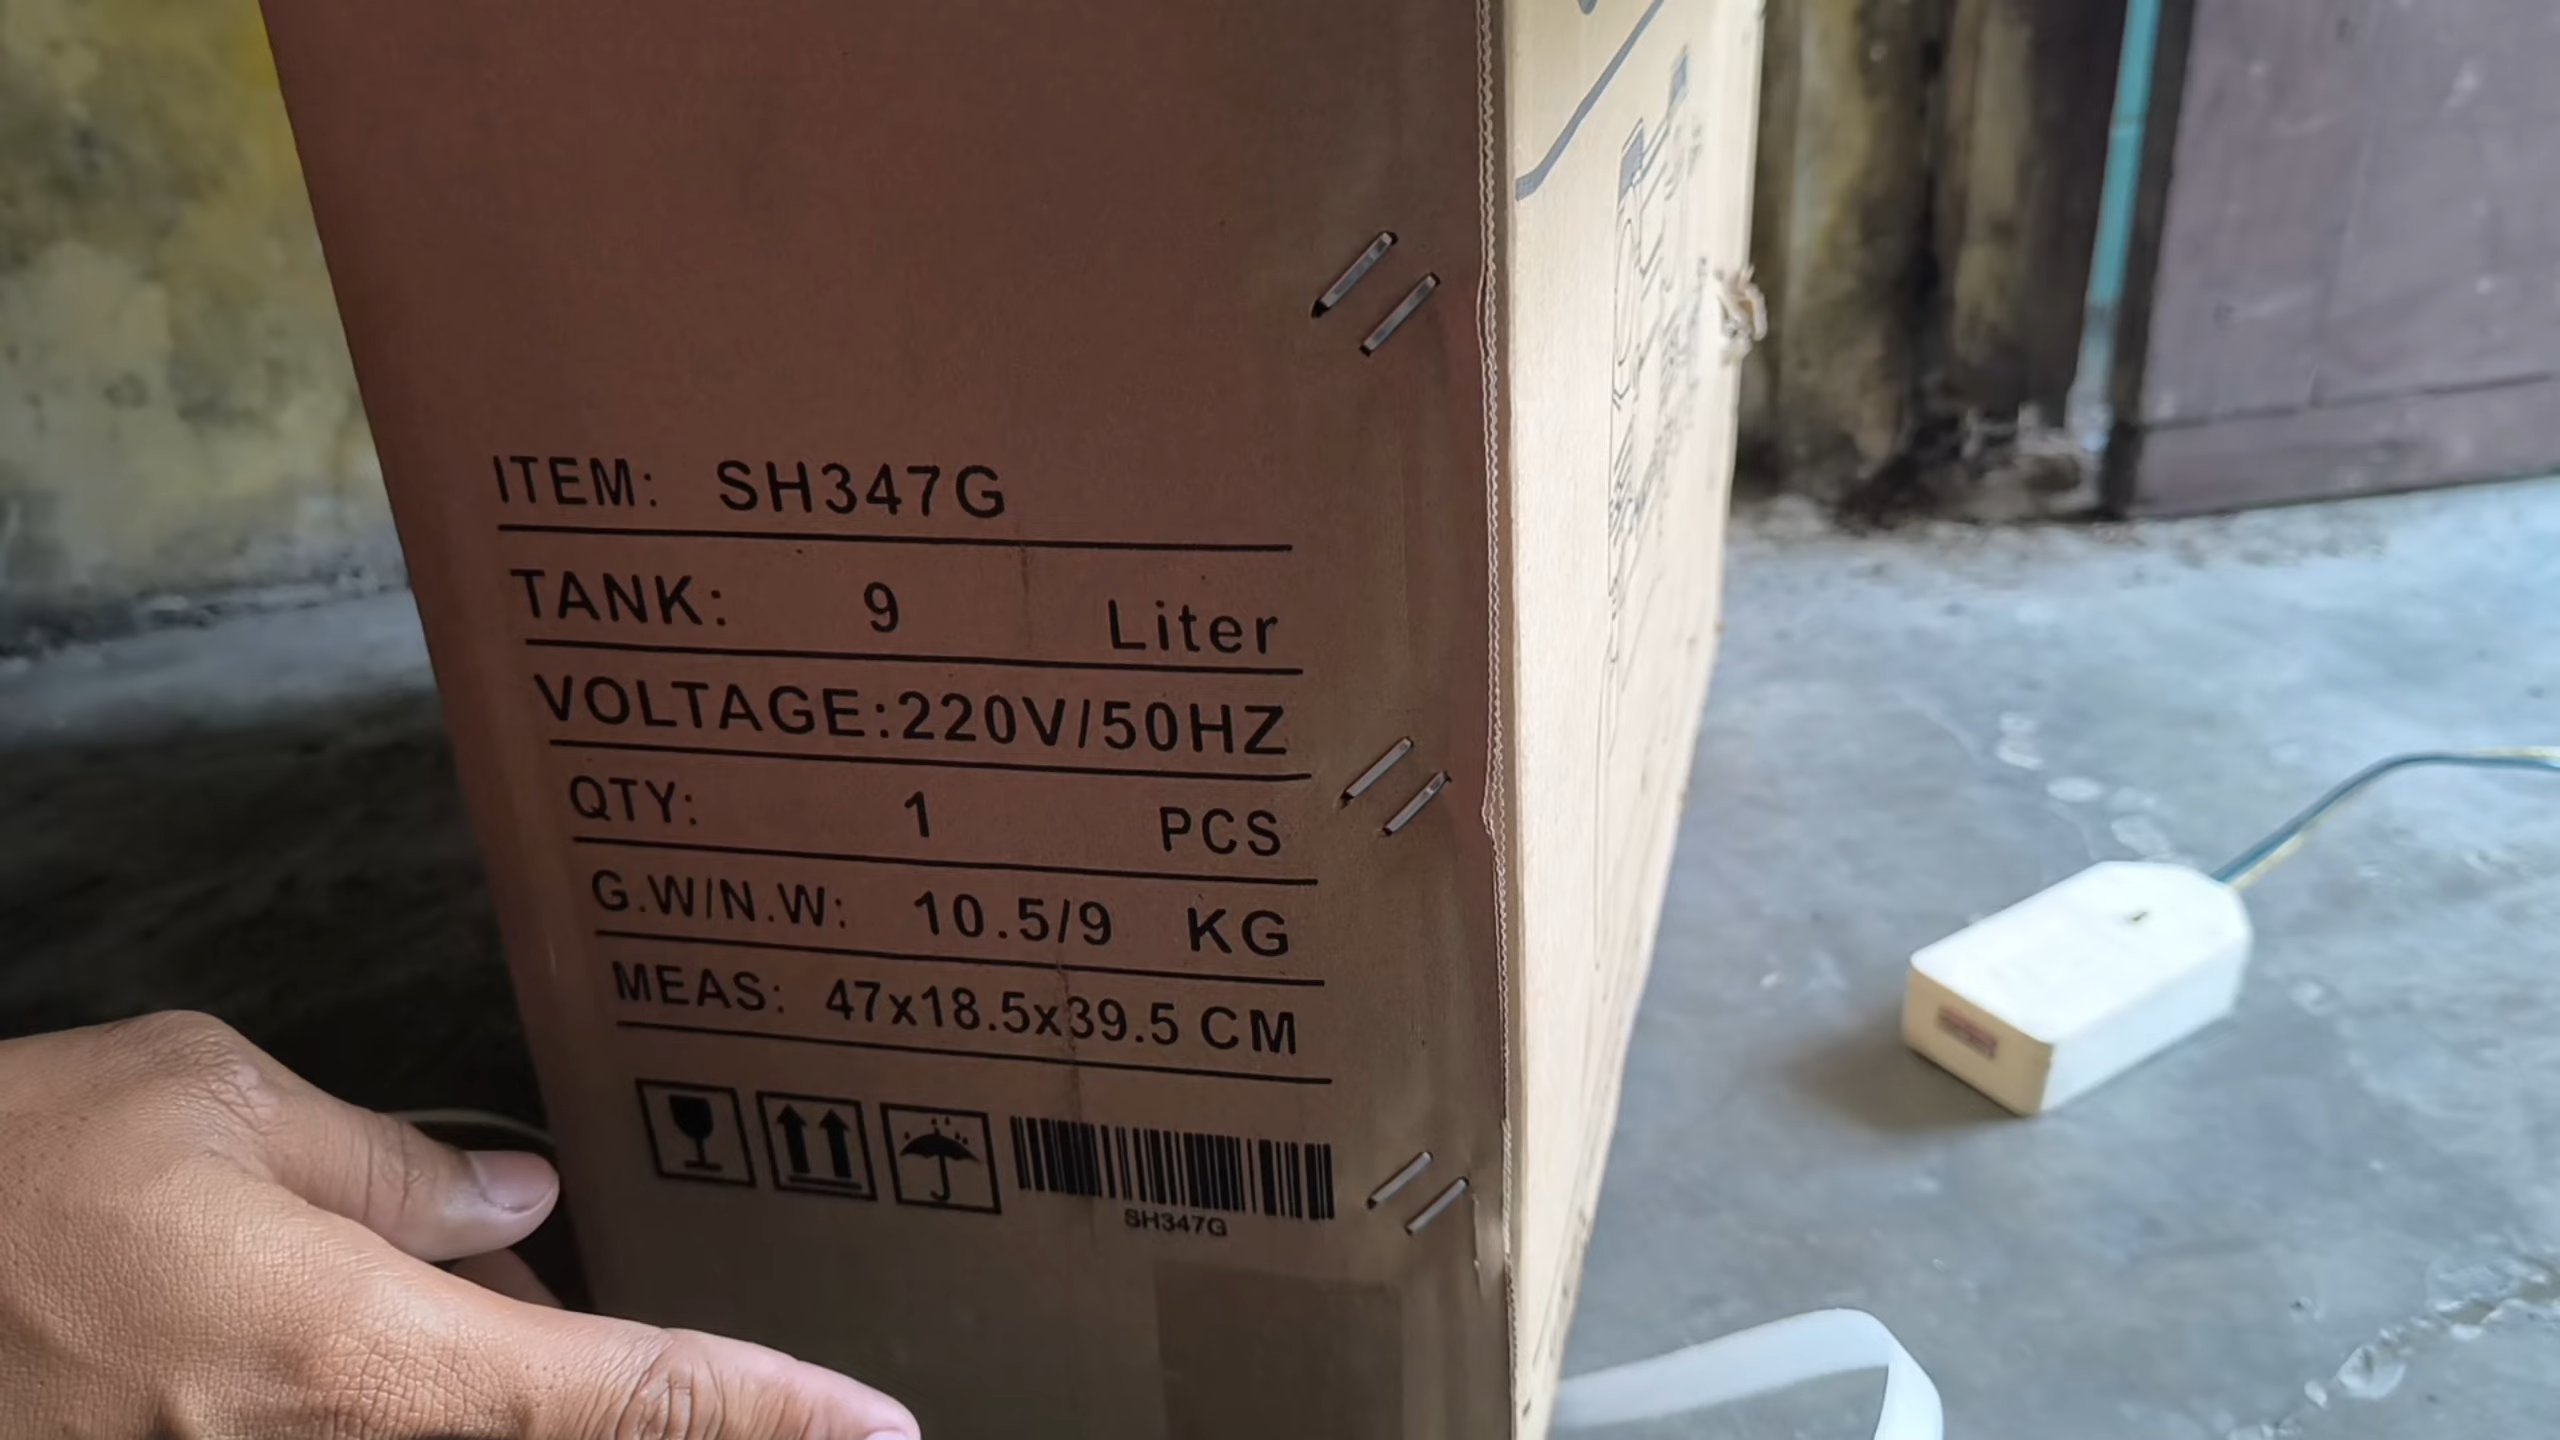 ITEM: SH347G
TANK: 9 Liter
VOLTAGE:220V/50HZ
QTY: 1 PCS
G.W/N.W: 10.5/9 KG
MEAS: 47x18.5x39.5 CM
SH347G